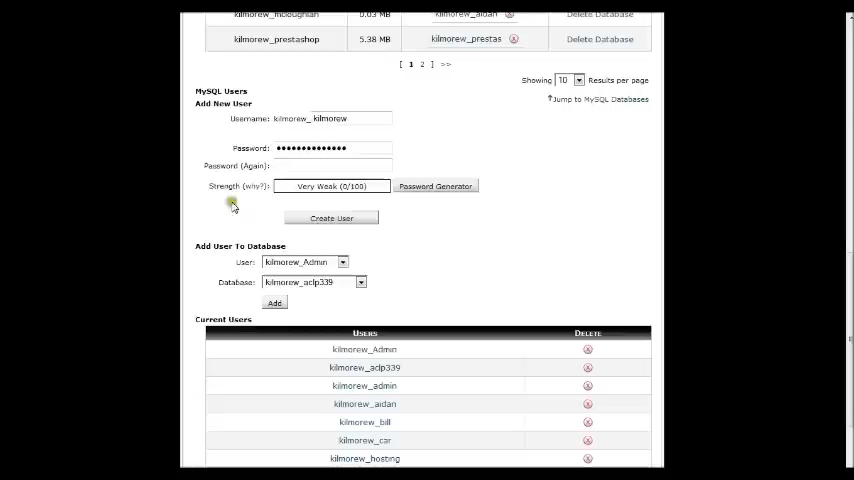 kilmorew_mcloughlan 0.03 MB kilmorew_aidan Delete Database
kilmorew_prestashop 5.38 MB kilmorew_prestas Delete Database
[ 1 2 ] >>
Showing 10 Results per page
MySQL Users
Jump to MySQL Databases
Add New User
Username: kilmorew_ kilmorew
Password: ••••••••••••••
Password (Again):
Strength (why?): Very Weak (0/100) Password Generator
Create User
Add User To Database
User: kilmorew_Admin
Database: kilmorew_aclp339
Add
Current Users
Users Delete
kilmorew_Admin
kilmorew_aclp339
kilmorew_admin
kilmorew_aidan
kilmorew_bill
kilmorew_car
kilmorew_hosting